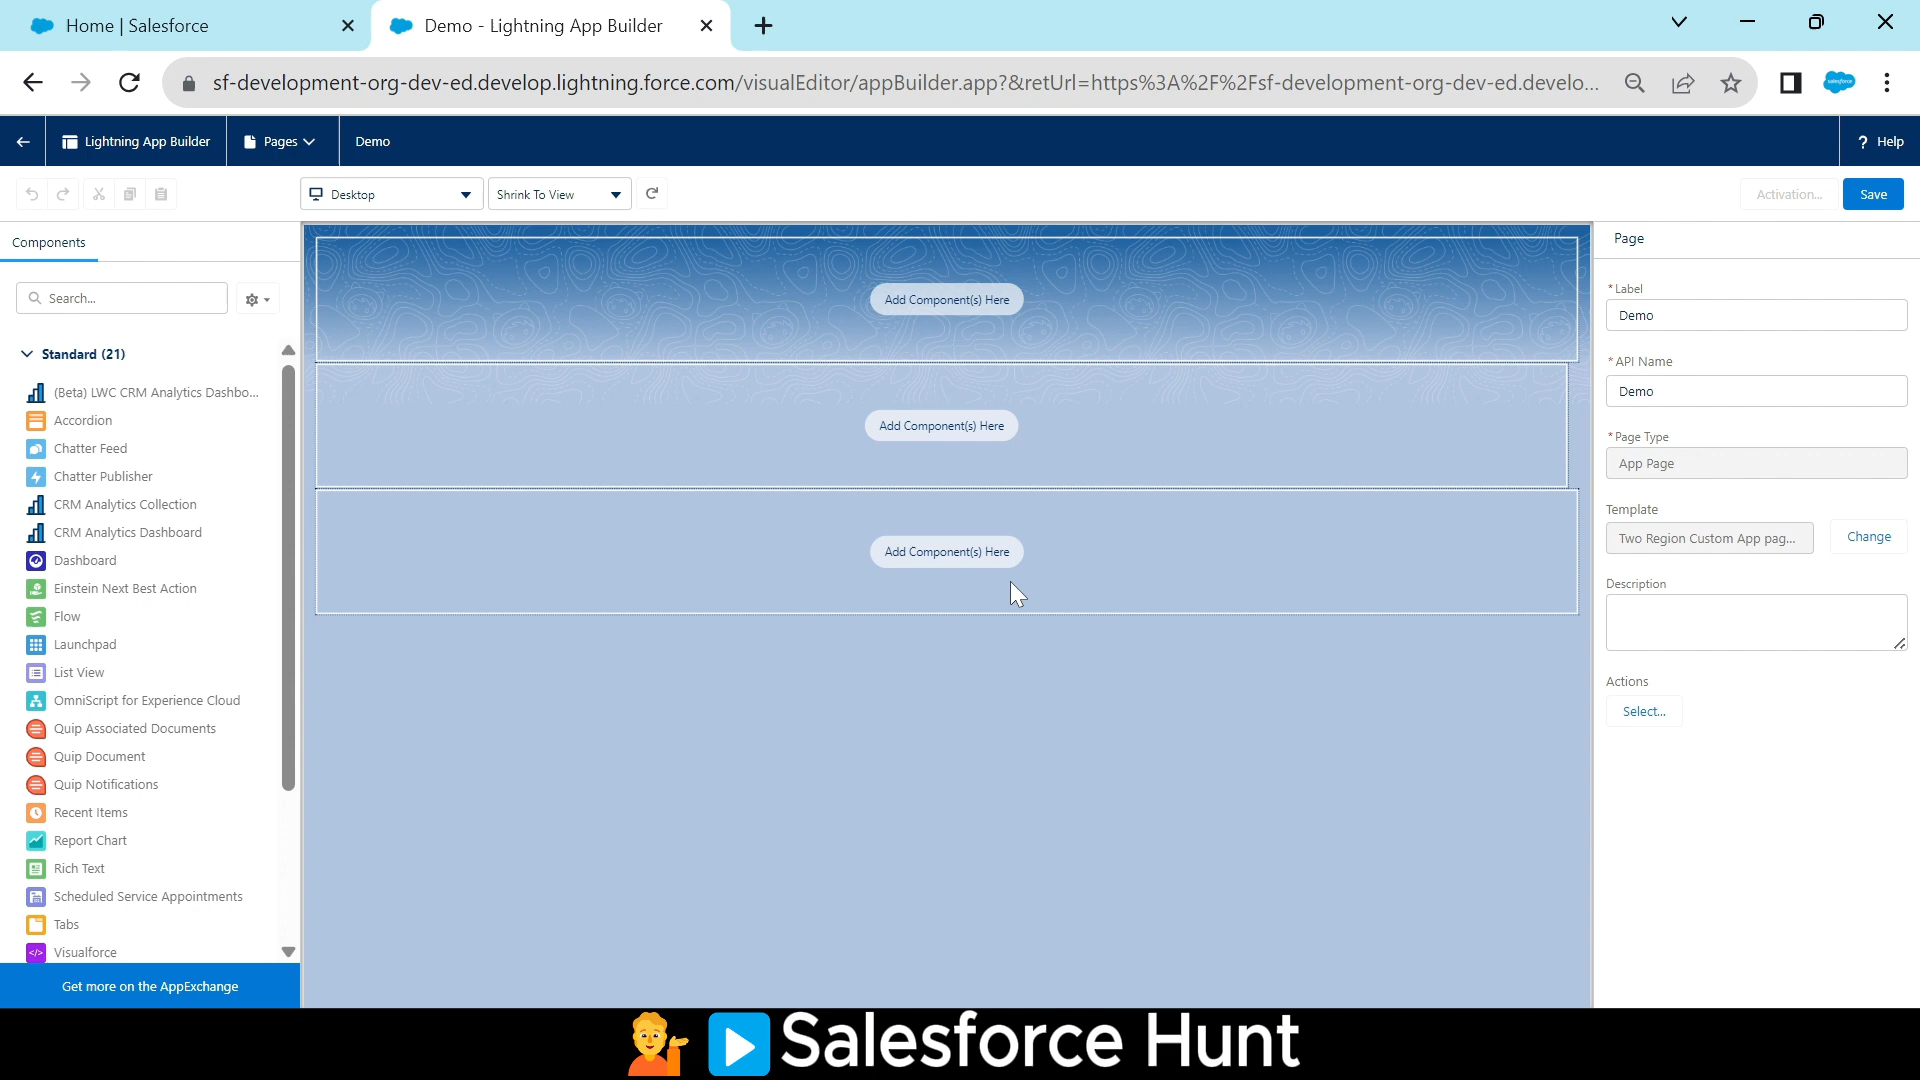 Home | Salesforce
Demo - Lightning App Builder
sf-development-org-dev-ed.develop.lightning.force.com/visualEditor/appBuilder.app?&retUrl=https%3A%2F%2Fsf-development-org-dev-ed.develo...
salesforce
Lightning App Builder
Pages
Demo
? Help
Desktop
Shrink To View
Activation...
Save
Components
Search...
Standard (21)
(Beta) LWC CRM Analytics Dashbo...
Accordion
Chatter Feed
Chatter Publisher
CRM Analytics Collection
CRM Analytics Dashboard
Dashboard
Einstein Next Best Action
Flow
Launchpad
List View
OmniScript for Experience Cloud
Quip Associated Documents
Quip Document
Quip Notifications
Recent Items
Report Chart
Rich Text
Scheduled Service Appointments
Tabs
Visualforce
Get more on the AppExchange
Add Component(s) Here
Add Component(s) Here
Add Component(s) Here
Page
* Label
Demo
* API Name
Demo
* Page Type
App Page
Template
Two Region Custom App pag...
Change
Description
Actions
Select...
Salesforce Hunt